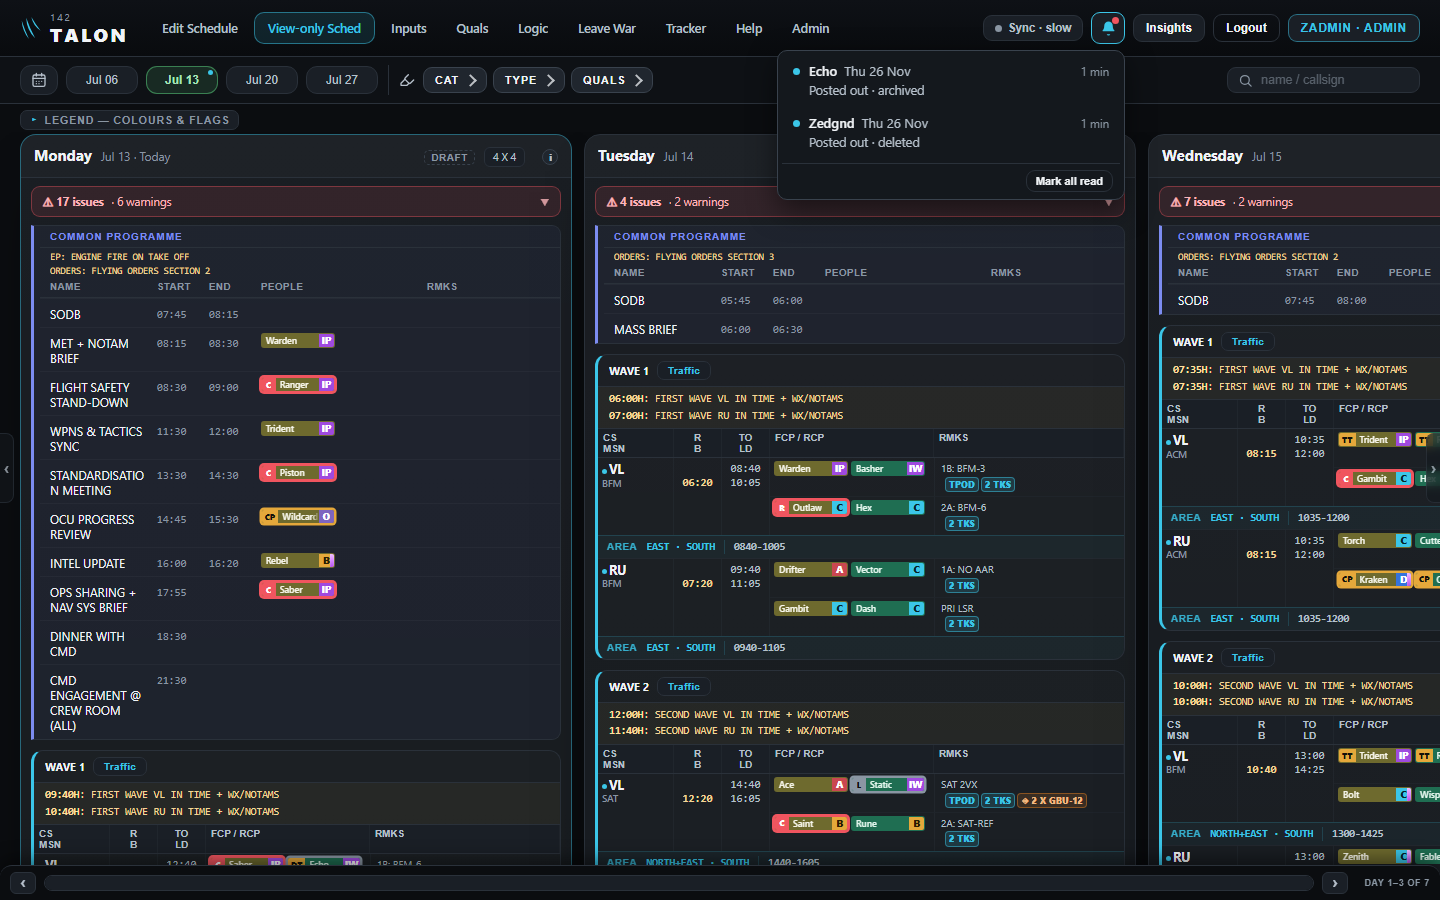 142
TALON
Edit Schedule
View-only Sched
Inputs
Quals
Logic
Leave War
Tracker
Help
Admin
Sync · slow
Insights
Logout
ZADMIN · ADMIN
Jul 06
Jul 13
Jul 20
Jul 27
CAT
TYPE
QUALS
name / callsign
Echo Thu 26 Nov 1 min
Posted out · archived
Zedgnd Thu 26 Nov 1 min
Posted out · deleted
Mark all read
LEGEND — COLOURS & FLAGS
Monday Jul 13 · Today DRAFT 4 X 4 i
17 issues · 6 warnings
COMMON PROGRAMME
EP: ENGINE FIRE ON TAKE OFF
ORDERS: FLYING ORDERS SECTION 2
NAME START END PEOPLE RMKS
SODB 07:45 08:15
MET + NOTAM BRIEF 08:15 08:30 Warden IP
FLIGHT SAFETY STAND-DOWN 08:30 09:00 C Ranger IP
WPNS & TACTICS SYNC 11:30 12:00 Trident IP
STANDARDISATIO
N MEETING 13:30 14:30 C Piston IP
OCU PROGRESS REVIEW 14:45 15:30 CP Wildcard O
INTEL UPDATE 16:00 16:20 Rebel B
OPS SHARING + NAV SYS BRIEF 17:55 C Saber IP
DINNER WITH CMD 18:30
CMD ENGAGEMENT @ CREW ROOM (ALL) 21:30
WAVE 1 Traffic
09:40H: FIRST WAVE VL IN TIME + WX/NOTAMS
10:40H: FIRST WAVE RU IN TIME + WX/NOTAMS
CS R TO FCP / RCP RMKS
MSN B LD
Tuesday Jul 14
4 issues · 2 warnings
COMMON PROGRAMME
ORDERS: FLYING ORDERS SECTION 3
NAME START END PEOPLE RMKS
SODB 05:45 06:00
MASS BRIEF 06:00 06:30
WAVE 1 Traffic
06:00H: FIRST WAVE VL IN TIME + WX/NOTAMS
07:00H: FIRST WAVE RU IN TIME + WX/NOTAMS
CS R TO FCP / RCP RMKS
MSN B LD
VL 08:40 Warden IP Basher IW 1B: BFM-3
BFM 06:20 10:05 TPOD 2 TKS
R Outlaw C Hex C 2A: BFM-6
2 TKS
AREA EAST · SOUTH 0840-1005
RU 09:40 Drifter A Vector C 1A: NO AAR
BFM 07:20 11:05 2 TKS
Gambit C Dash C PRI LSR
2 TKS
AREA EAST · SOUTH 0940-1105
WAVE 2 Traffic
12:00H: SECOND WAVE VL IN TIME + WX/NOTAMS
11:40H: SECOND WAVE RU IN TIME + WX/NOTAMS
CS R TO FCP / RCP RMKS
MSN B LD
VL 14:40 Ace A L Static IW SAT 2VX
SAT 12:20 16:05 TPOD 2 TKS 2 X GBU-12
C Saint B Rune B 2A: SAT-REF
2 TKS
AREA NORTH+EAST · SOUTH 1440-1605
Wednesday Jul 15
7 issues · 2 warnings
COMMON PROGRAMME
ORDERS: FLYING ORDERS SECTION 2
NAME START END PEOPLE
SODB 07:45 08:00
WAVE 1 Traffic
07:35H: FIRST WAVE VL IN TIME + WX/NOTAMS
07:35H: FIRST WAVE RU IN TIME + WX/NOTAMS
CS R TO FCP / RCP
MSN B LD
VL 10:35 TT Trident IP
ACM 08:15 12:00
C Gambit C
AREA EAST · SOUTH 1035-1200
RU 10:35 Torch C
ACM 08:15 12:00
CP Kraken D CP
AREA EAST · SOUTH 1035-1200
WAVE 2 Traffic
10:00H: SECOND WAVE VL IN TIME + WX/NOTAMS
10:00H: SECOND WAVE RU IN TIME + WX/NOTAMS
CS R TO FCP / RCP
MSN B LD
VL 13:00 TT Trident IP
BFM 10:40 14:25
Bolt C
AREA NORTH+EAST · SOUTH 1300-1425
RU 13:00 Zenith C
DAY 1–3 OF 7